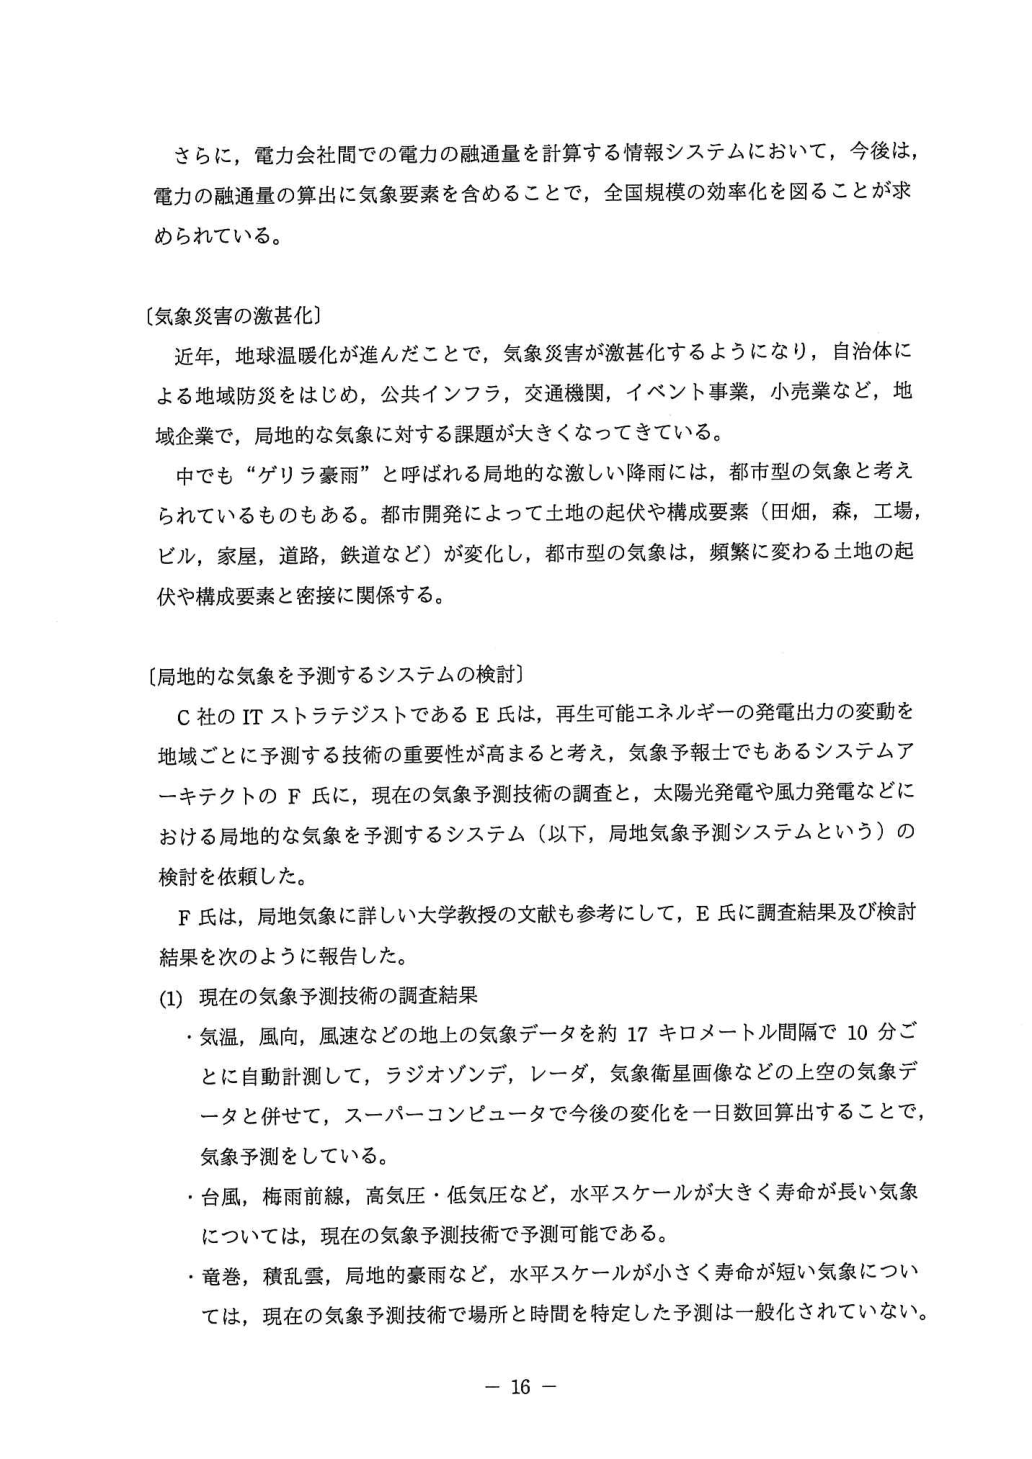 さらに，電力会社間での電力の融通量を計算する情報システムにおいて，今後は，
電力の融通量の算出に気象要素を含めることで，全国規模の効率化を図ることが求
められている。
〔気象災害の激甚化〕
近年，地球温暖化が進んだことで，気象災害が激甚化するようになり，自治体に
よる地域防災をはじめ，公共インフラ，交通機関，イベント事業，小売業など，地
域企業で，局地的な気象に対する課題が大きくなってきている。
中でも“ゲリラ豪雨”と呼ばれる局地的な激しい降雨には，都市型の気象と考え
られているものもある。都市開発によって土地の起伏や構成要素（田畑，森，工場，
ビル，家屋，道路，鉄道など）が変化し，都市型の気象は，頻繁に変わる土地の起
伏や構成要素と密接に関係する。
〔局地的な気象を予測するシステムの検討〕
C 社の IT ストラテジストである E 氏は，再生可能エネルギーの発電出力の変動を
地域ごとに予測する技術の重要性が高まると考え，気象予報士でもあるシステムア
ーキテクトの F 氏に，現在の気象予測技術の調査と，太陽光発電や風力発電などに
おける局地的な気象を予測するシステム（以下，局地気象予測システムという）の
検討を依頼した。
F 氏は，局地気象に詳しい大学教授の文献も参考にして，E 氏に調査結果及び検討
結果を次のように報告した。
(1) 現在の気象予測技術の調査結果
・気温，風向，風速などの地上の気象データを約 17 キロメートル間隔で 10 分ご
とに自動計測して，ラジオゾンデ，レーダ，気象衛星画像などの上空の気象デ
ータと併せて，スーパーコンピュータで今後の変化を一日数回算出することで，
気象予測をしている。
・台風，梅雨前線，高気圧・低気圧など，水平スケールが大きく寿命が長い気象
については，現在の気象予測技術で予測可能である。
・竜巻，積乱雲，局地的豪雨など，水平スケールが小さく寿命が短い気象につい
ては，現在の気象予測技術で場所と時間を特定した予測は一般化されていない。
－ 16 －